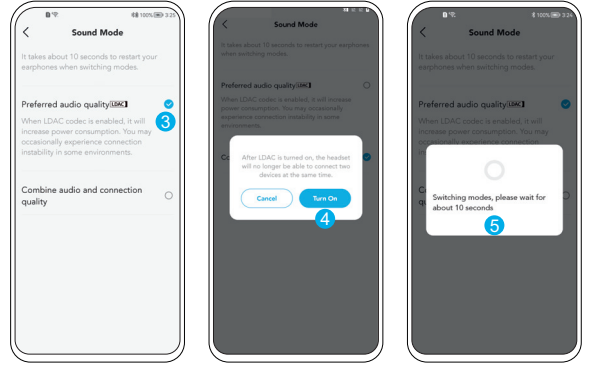 100% 3:25
Sound Mode
It takes about 10 seconds to restart your
earphones when switching modes.
Preferred audio quality LDAC
When LDAC codec is enabled, it will
increase power consumption. You may
occasionally experience connection
instability in some environments.
3
Combine audio and connection
quality
Sound Mode
It takes about 10 seconds to restart your earphones
when switching modes.
Preferred audio quality LDAC
When LDAC codec is enabled, it will increase
power consumption. You may occasionally
experience connection instability in some
environments.
Co
After LDAC is turned on, the headset
will no longer be able to connect two
devices at the same time.
Cancel
Turn On
4
100% 3:26
Sound Mode
It takes about 10 seconds to restart your
earphones when switching modes.
Preferred audio quality LDAC
When LDAC codec is enabled, it will
increase power consumption. You may
occasionally experience connection
in
Switching modes, please wait for
about 10 seconds
5
C
qu